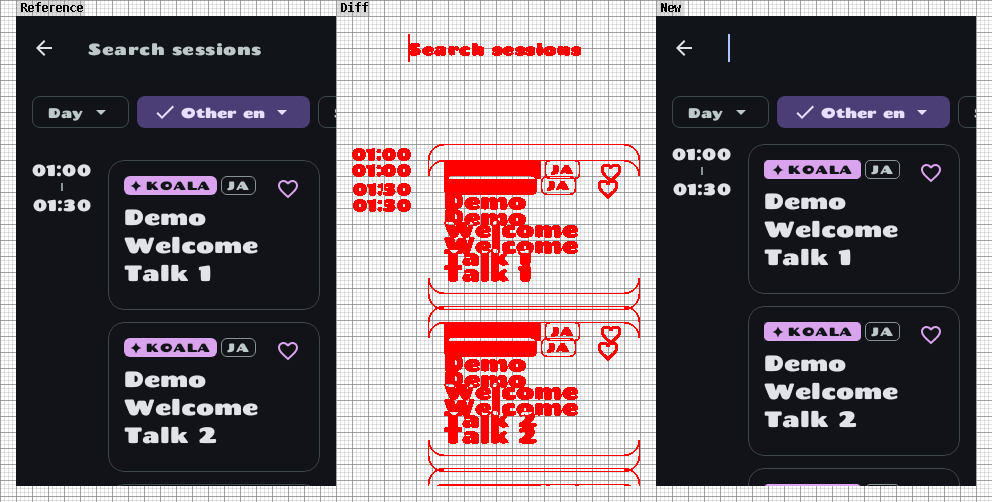 Reference
Diff
New
Search sessions
Day
Other en
01:00
01:30
KOALA
JA
Demo
Welcome
Talk 1
KOALA
JA
Demo
Welcome
Talk 2
Search sessions
01:00
01:00
01:30
01:30
JA
JA
Demo
Demo
Welcome
Welcome
Talk 1
Talk 1
JA
JA
Demo
Demo
Welcome
Welcome
Talk 2
Talk 2
Day
Other en
01:00
01:30
KOALA
JA
Demo
Welcome
Talk 1
KOALA
JA
Demo
Welcome
Talk 2